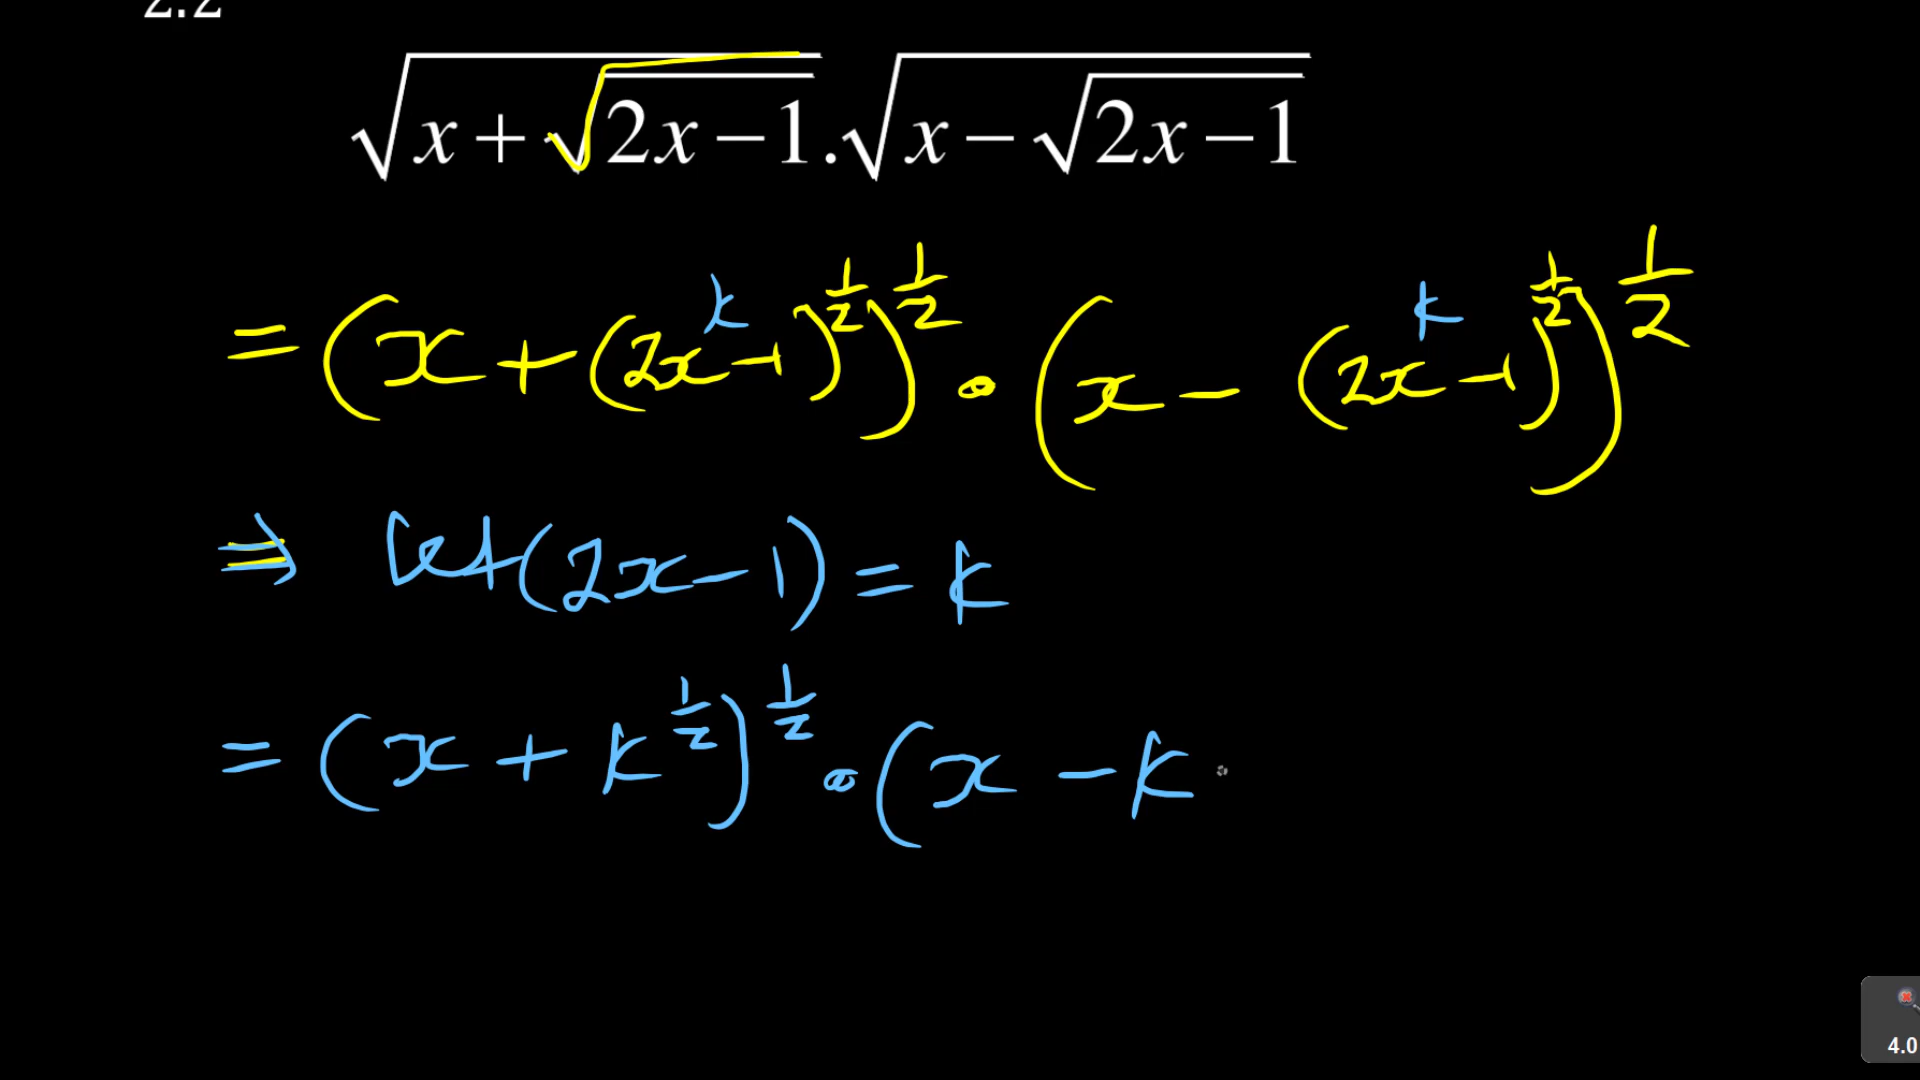 2.2
√(x + √(2x − 1)) . √(x − √(2x − 1))
= (x + (2x − 1)^{1/2})^{1/2} • (x − (2x − 1)^{1/2})^{1/2}
k k
⇒ let (2x − 1) = k
= (x + k^{1/2})^{1/2} • (x − k
4.0